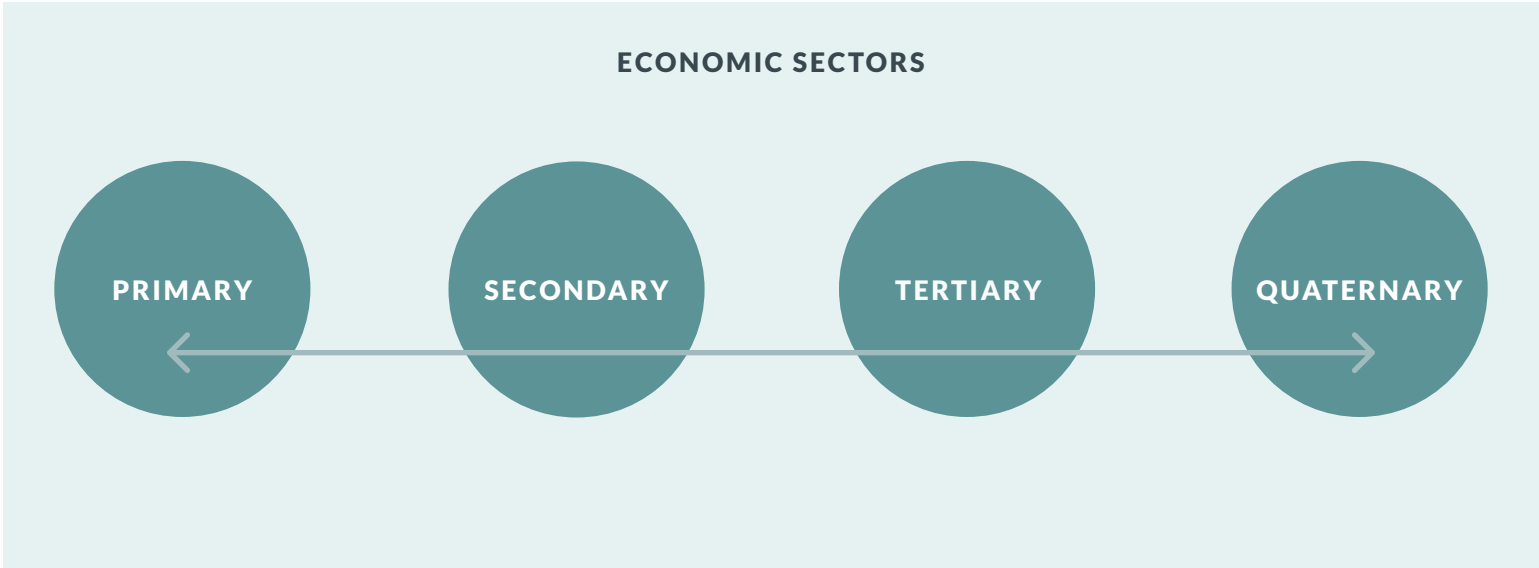 ECONOMIC SECTORS
PRIMARY
SECONDARY
TERTIARY
QUATERNARY